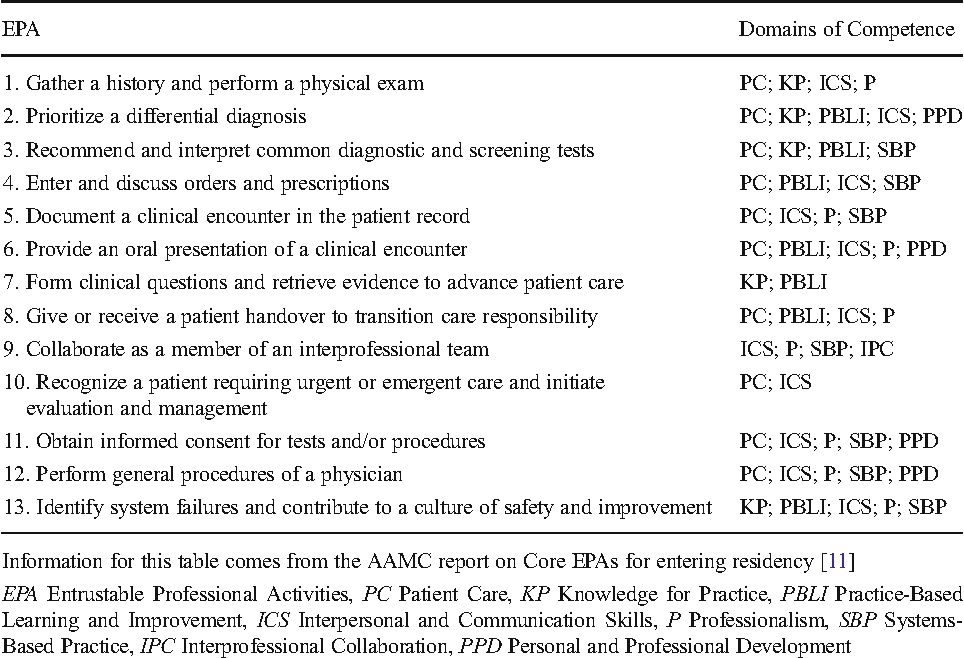 EPA Domains of Competence
1. Gather a history and perform a physical exam PC; KP; ICS; P
2. Prioritize a differential diagnosis PC; KP; PBLI; ICS; PPD
3. Recommend and interpret common diagnostic and screening tests PC; KP; PBLI; SBP
4. Enter and discuss orders and prescriptions PC; PBLI; ICS; SBP
5. Document a clinical encounter in the patient record PC; ICS; P; SBP
6. Provide an oral presentation of a clinical encounter PC; PBLI; ICS; P; PPD
7. Form clinical questions and retrieve evidence to advance patient care KP; PBLI
8. Give or receive a patient handover to transition care responsibility PC; PBLI; ICS; P
9. Collaborate as a member of an interprofessional team ICS; P; SBP; IPC
10. Recognize a patient requiring urgent or emergent care and initiate PC; ICS
evaluation and management
11. Obtain informed consent for tests and/or procedures PC; ICS; P; SBP; PPD
12. Perform general procedures of a physician PC; ICS; P; SBP; PPD
13. Identify system failures and contribute to a culture of safety and improvement KP; PBLI; ICS; P; SBP
Information for this table comes from the AAMC report on Core EPAs for entering residency [11]
EPA Entrustable Professional Activities, PC Patient Care, KP Knowledge for Practice, PBLI Practice-Based
Learning and Improvement, ICS Interpersonal and Communication Skills, P Professionalism, SBP Systems-
Based Practice, IPC Interprofessional Collaboration, PPD Personal and Professional Development